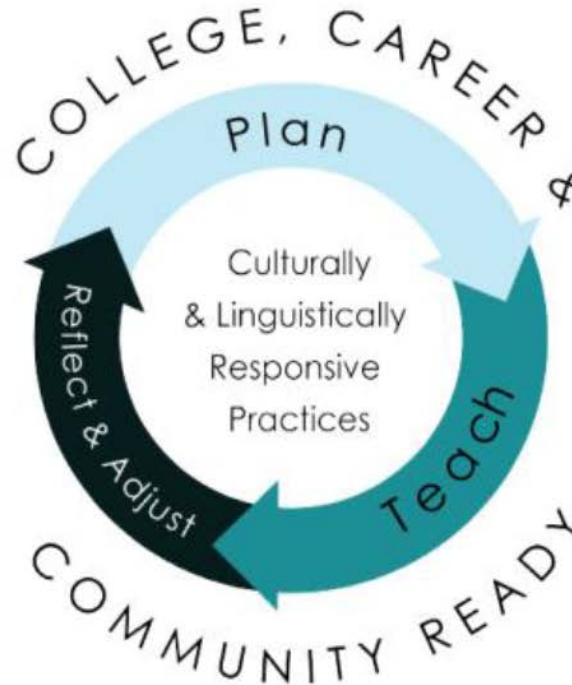 COLLEGE, CAREER &
Plan
Culturally
& Linguistically
Responsive
Practices
Reflect & Adjust
Teach
COMMUNITY READY